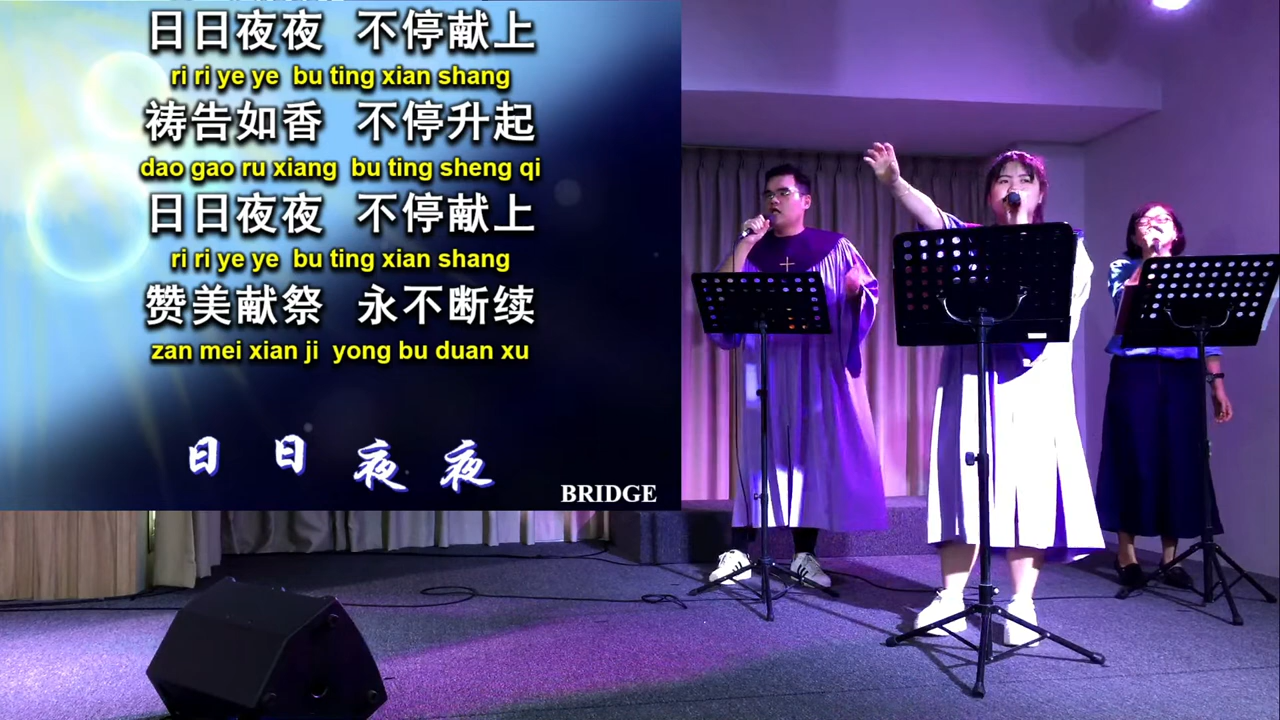 日日夜夜 不停献上
ri ri ye ye bu ting xian shang
祷告如香 不停升起
dao gao ru xiang bu ting sheng qi
日日夜夜 不停献上
ri ri ye ye bu ting xian shang
赞美献祭 永不断续
zan mei xian ji yong bu duan xu
日日夜夜
BRIDGE